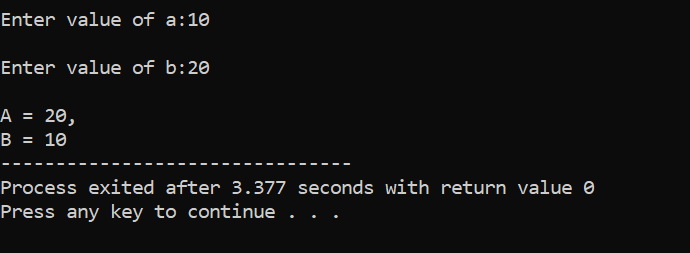 Enter value of a:10
Enter value of b:20
A = 20,
B = 10
--------------------------------
Process exited after 3.377 seconds with return value 0
Press any key to continue . . .